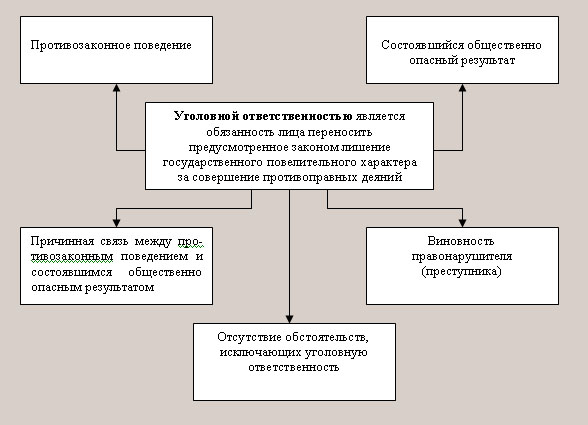 Противозаконное поведение
Состоявшийся общественно
опасный результат
Уголовной ответственностью является
обязанность лица переносить
предусмотренное законом лишение
государственного повелительного характера
за совершение противоправных деяний
Причинная связь между про-
тивозаконным поведением и
состоявшимся общественно
опасным результатом
Виновность
правонарушителя
(преступника)
Отсутствие обстоятельств,
исключающих уголовную
ответственность